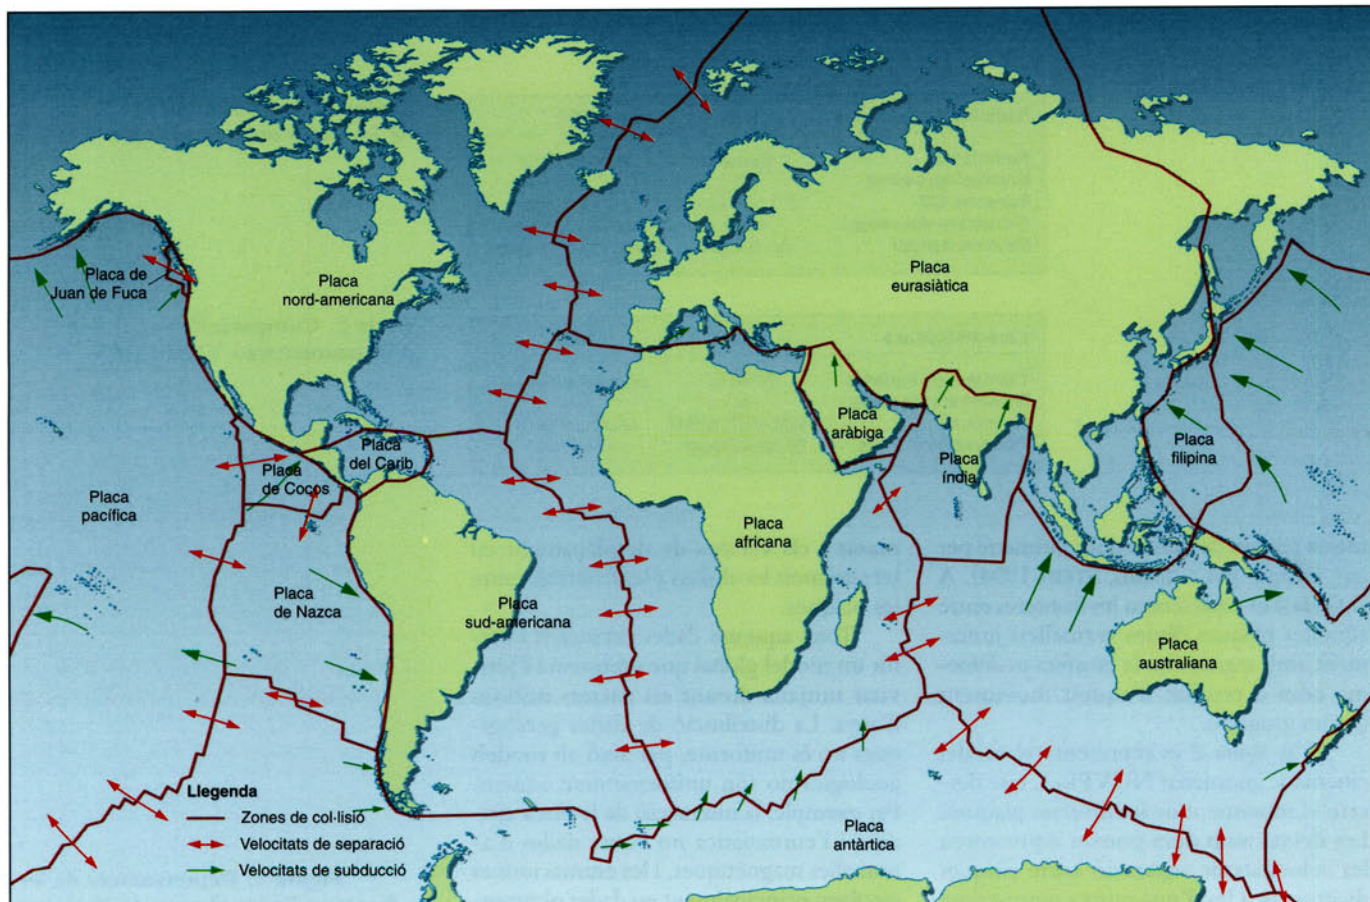 Placa de
Juan de Fuca
Placa
nord-americana
Placa
eurasiàtica
Placa
del Carib
Placa
de Cocos
Placa
aràbiga
Placa
índia
Placa
filipina
Placa
pacífica
Placa
africana
Placa
de Nazca
Placa
sud-americana
Placa
australiana
Placa
antàrtica
Llegenda
Zones de col·lisió
Velocitats de separació
Velocitats de subducció